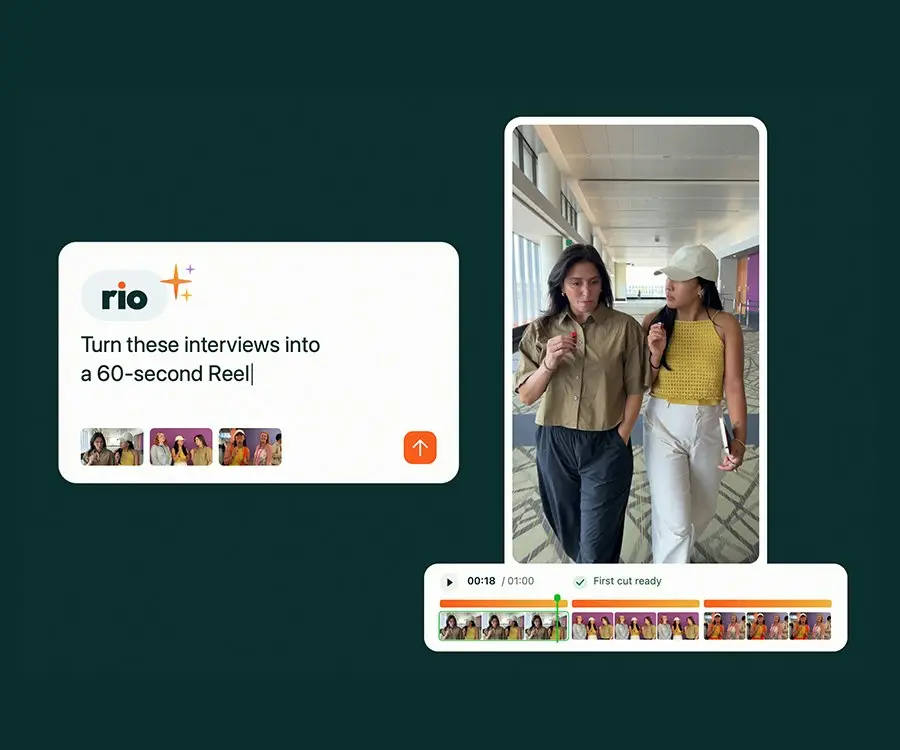 rio
Turn these interviews into
a 60-second Reel
00:18 / 01:00
First cut ready